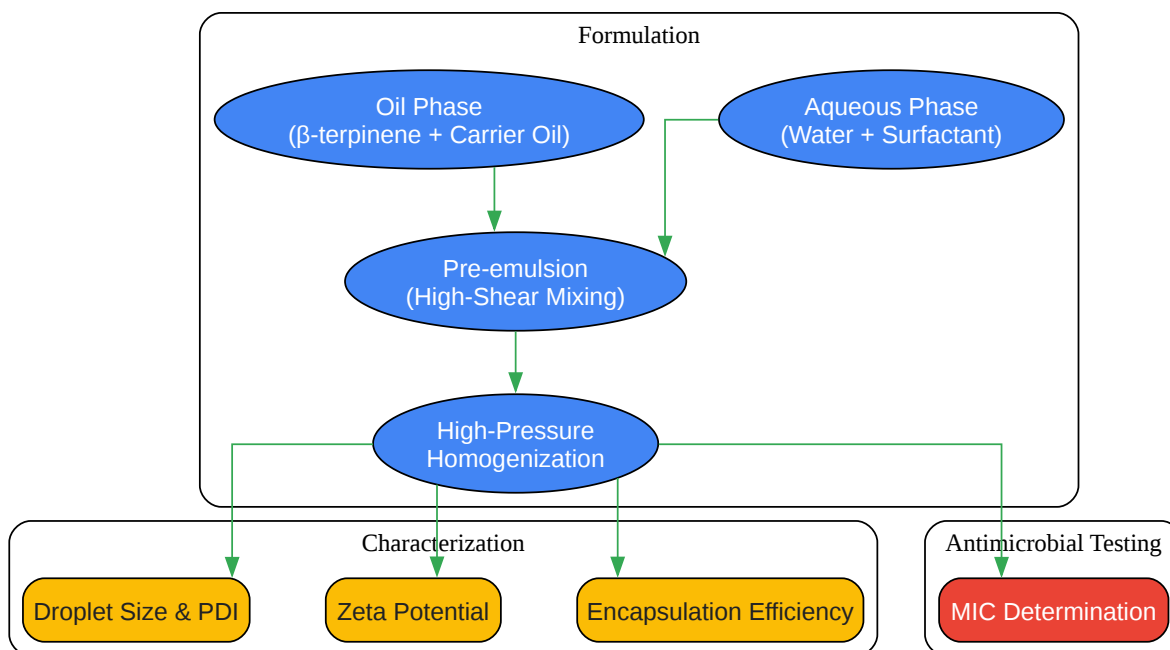 Formulation
Oil Phase
(β-terpinene + Carrier Oil)
Aqueous Phase
(Water + Surfactant)
Pre-emulsion
(High-Shear Mixing)
High-Pressure
Homogenization
Characterization
Antimicrobial Testing
Droplet Size & PDI
Zeta Potential
Encapsulation Efficiency
MIC Determination